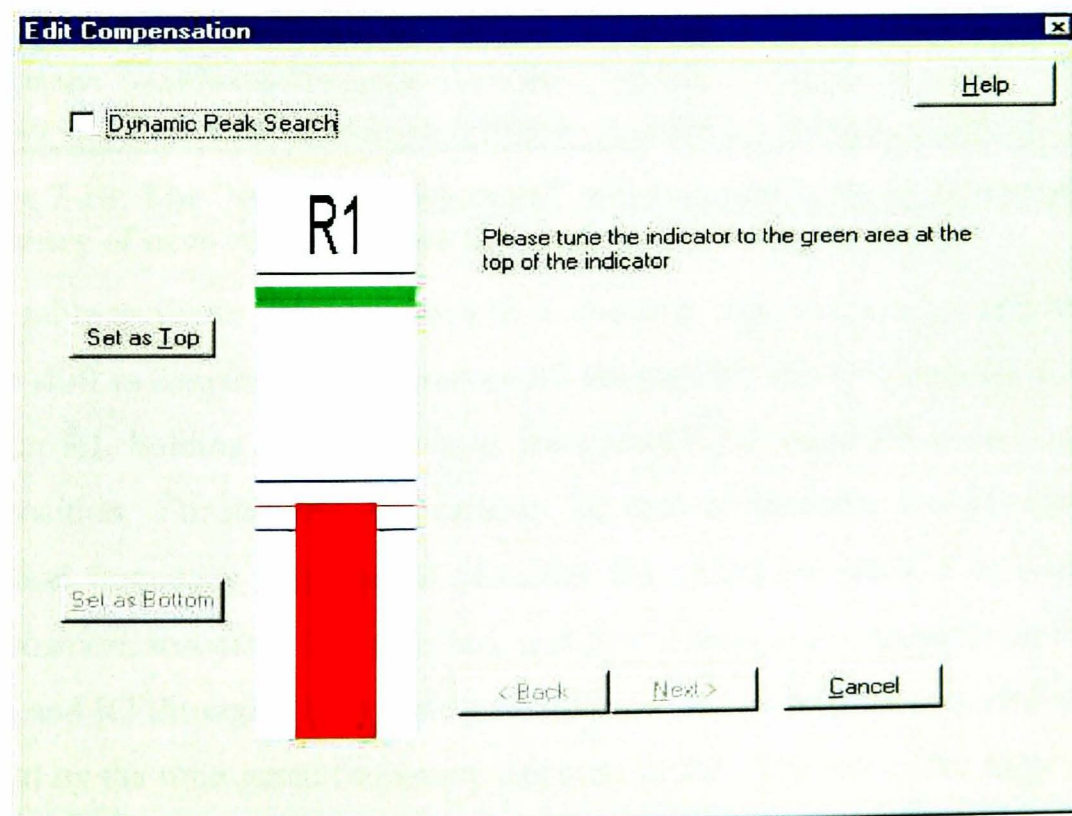 Edit Compensation
Help
Dynamic Peak Search
R1
Please tune the indicator to the green area at the
top of the indicator
Set as Top
Set as Bottom
< Back
Next >
Cancel